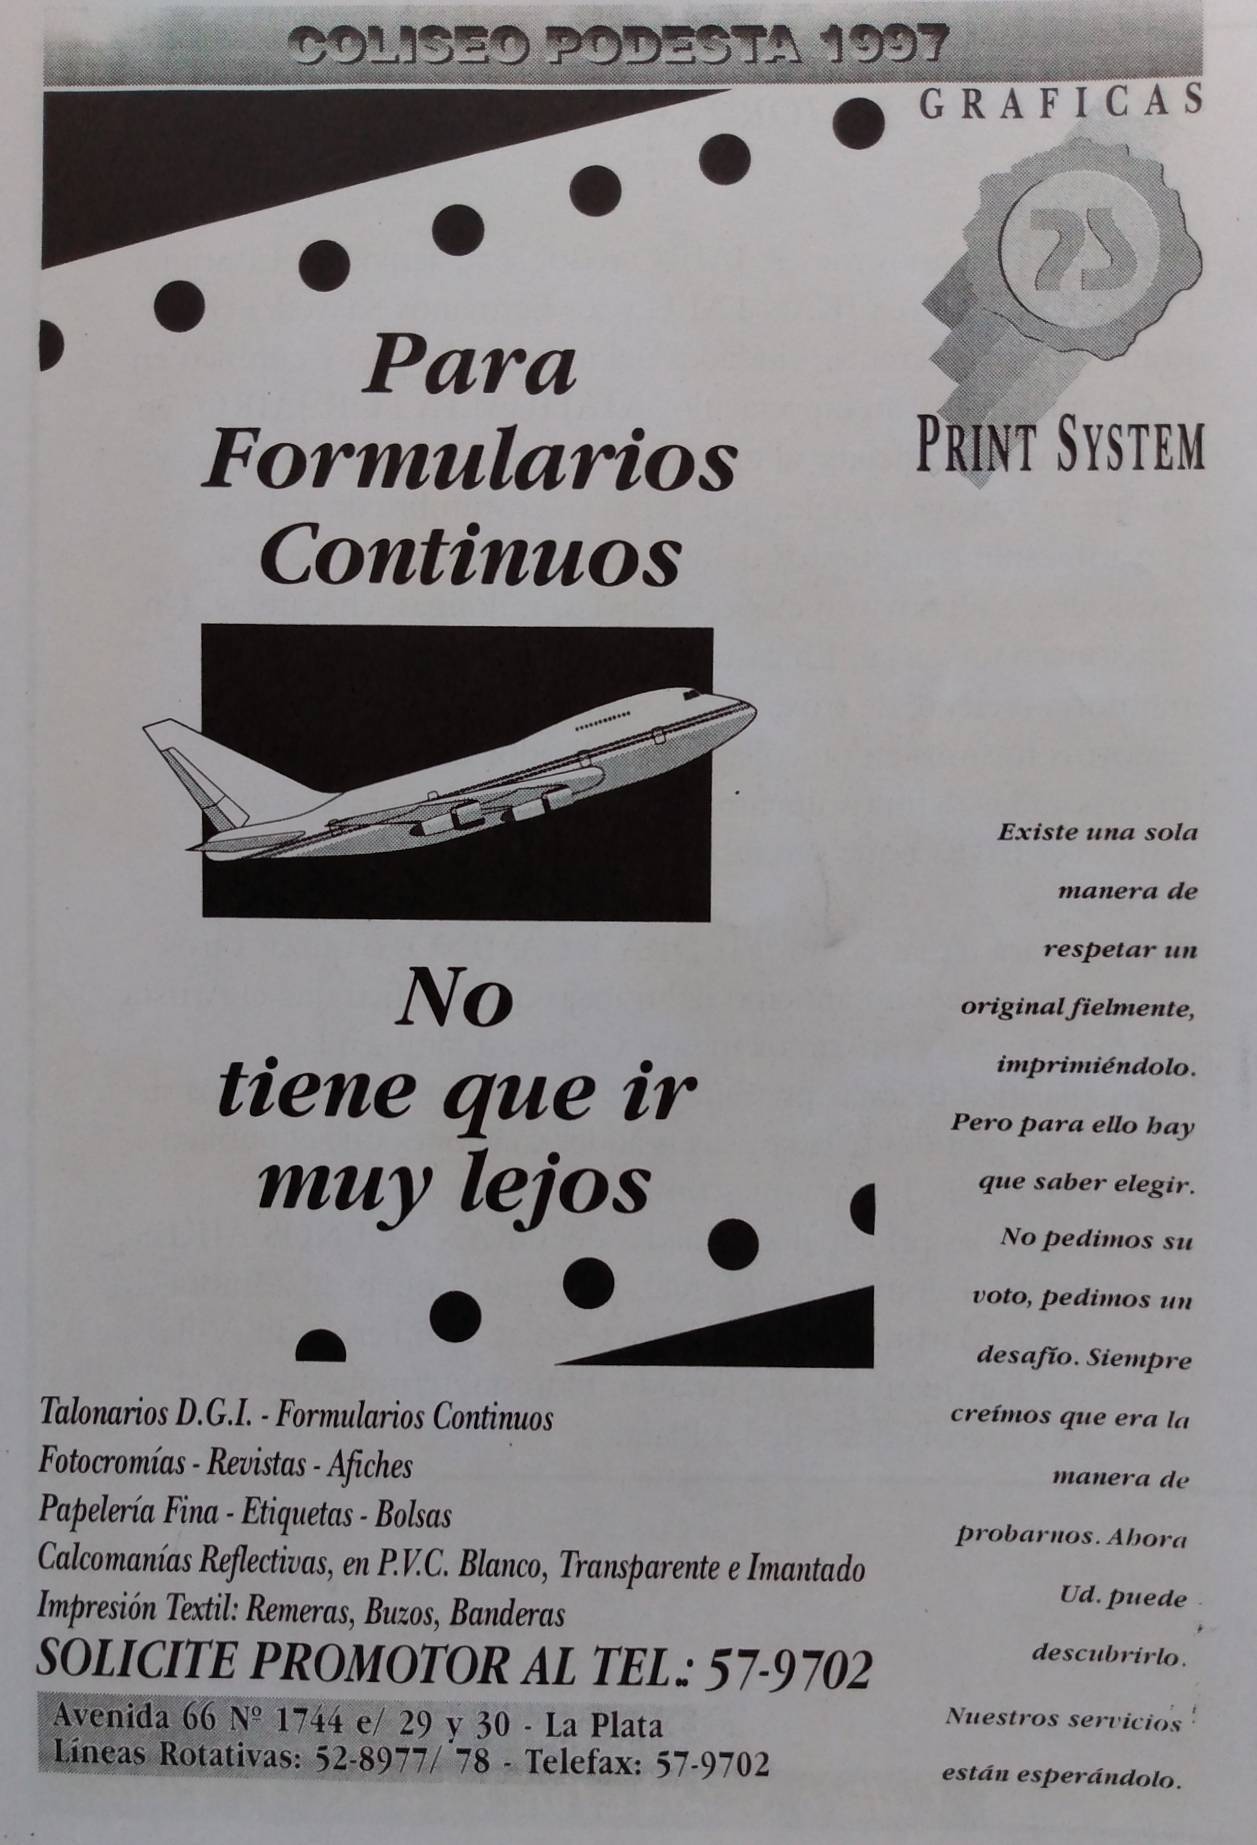 COLISEO PODESTA 1997
GRAFICAS
PS
PRINT SYSTEM
Para
Formularios
Continuos
No
tiene que ir
muy lejos
Existe una sola
manera de
respetar un
original fielmente,
imprimiéndolo.
Pero para ello hay
que saber elegir.
No pedimos su
voto, pedimos un
desafío. Siempre
creímos que era la
manera de
probarnos. Ahora
Ud. puede
descubrirlo.
Nuestros servicios
están esperándolo.
Talonarios D.G.I. - Formularios Continuos
Fotocromías - Revistas - Afiches
Papelería Fina - Etiquetas - Bolsas
Calcomanías Reflectivas, en P.V.C. Blanco, Transparente e Imantado
Impresión Textil: Remeras, Buzos, Banderas
SOLICITE PROMOTOR AL TEL.: 57-9702
Avenida 66 Nº 1744 e/ 29 y 30 - La Plata
Líneas Rotativas: 52-8977/ 78 - Telefax: 57-9702